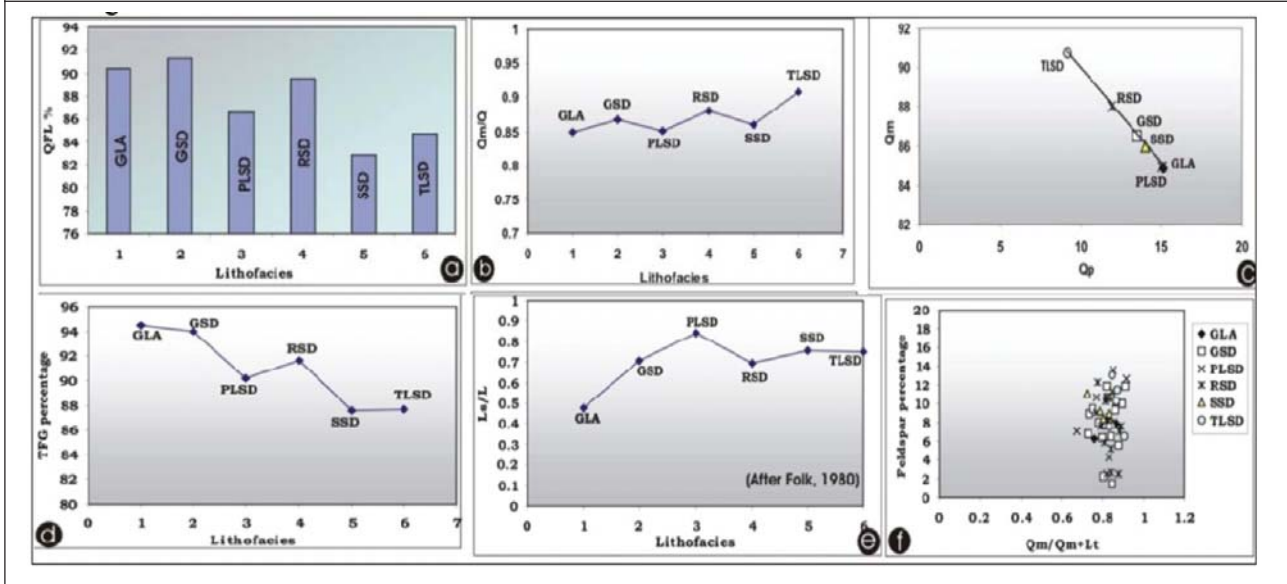 QFL %
94
92
90
88
86
84
82
80
78
76
GLA
GSD
PLSD
RSD
SSD
TLSD
1 2 3 4 5 6
Lithofacies
a
Qm/Q
1
0.95
0.9
0.85
0.8
0.75
0.7
GLA
GSD
PLSD
RSD
SSD
TLSD
0 1 2 3 4 5 6 7
Lithofacies
b
Qm
92
90
88
86
84
82
TLSD
RSD
GSD
SSD
GLA
PLSD
0 5 10 15 20
Qp
c
TFG percentage
96
94
92
90
88
86
84
82
80
GLA
GSD
PLSD
RSD
SSD
TLSD
0 1 2 3 4 5 6 7
Lithofacies
d
Ls/L
1
0.9
0.8
0.7
0.6
0.5
0.4
0.3
0.2
0.1
0
GLA
GSD
PLSD
RSD
SSD
TLSD
(After Folk, 1980)
0 1 2 3 4 5 6
Lithofacies
e
Feldspar percentage
20
18
16
14
12
10
8
6
4
2
0
0 0.2 0.4 0.6 0.8 1 1.2
Qm/Qm+Lt
GLA
GSD
PLSD
RSD
SSD
TLSD
f